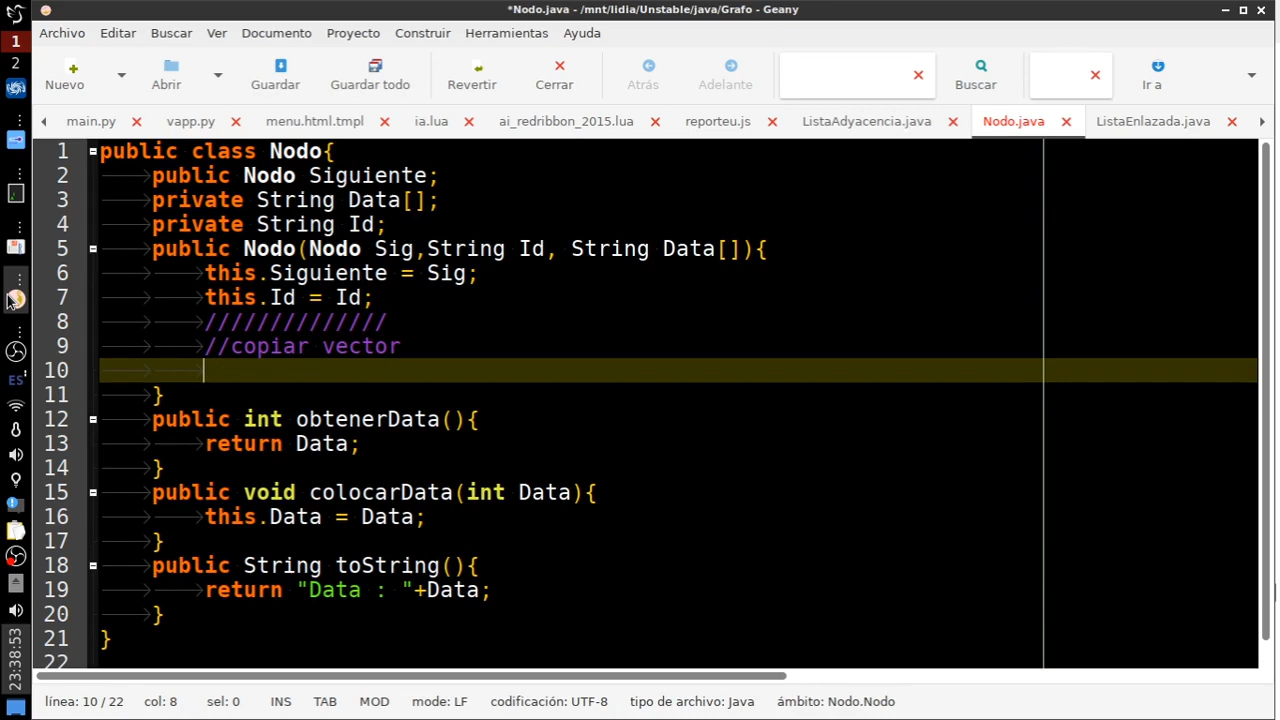 *Nodo.java - /mnt/lidia/Unstable/java/Grafo - Geany
1
2
Archivo Editar Buscar Ver Documento Proyecto Construir Herramientas Ayuda
Nuevo Abrir Guardar Guardar todo Revertir Cerrar Atrás Adelante Buscar Ir a
main.py vapp.py menu.html.tmpl ia.lua ai_redribbon_2015.lua reporteu.js ListaAdyacencia.java Nodo.java ListaEnlazada.java
1 public class Nodo{
2 public Nodo Siguiente;
3 private String Data[];
4 private String Id;
5 public Nodo(Nodo Sig,String Id, String Data[]){
6 this.Siguiente = Sig;
7 this.Id = Id;
8 //////////////
9 //copiar vector
10
11 }
12 public int obtenerData(){
13 return Data;
14 }
15 public void colocarData(int Data){
16 this.Data = Data;
17 }
18 public String toString(){
19 return "Data : "+Data;
20 }
21 }
22
ES
23:38:53
línea: 10 / 22 col: 8 sel: 0 INS TAB MOD mode: LF codificación: UTF-8 tipo de archivo: Java ámbito: Nodo.Nodo